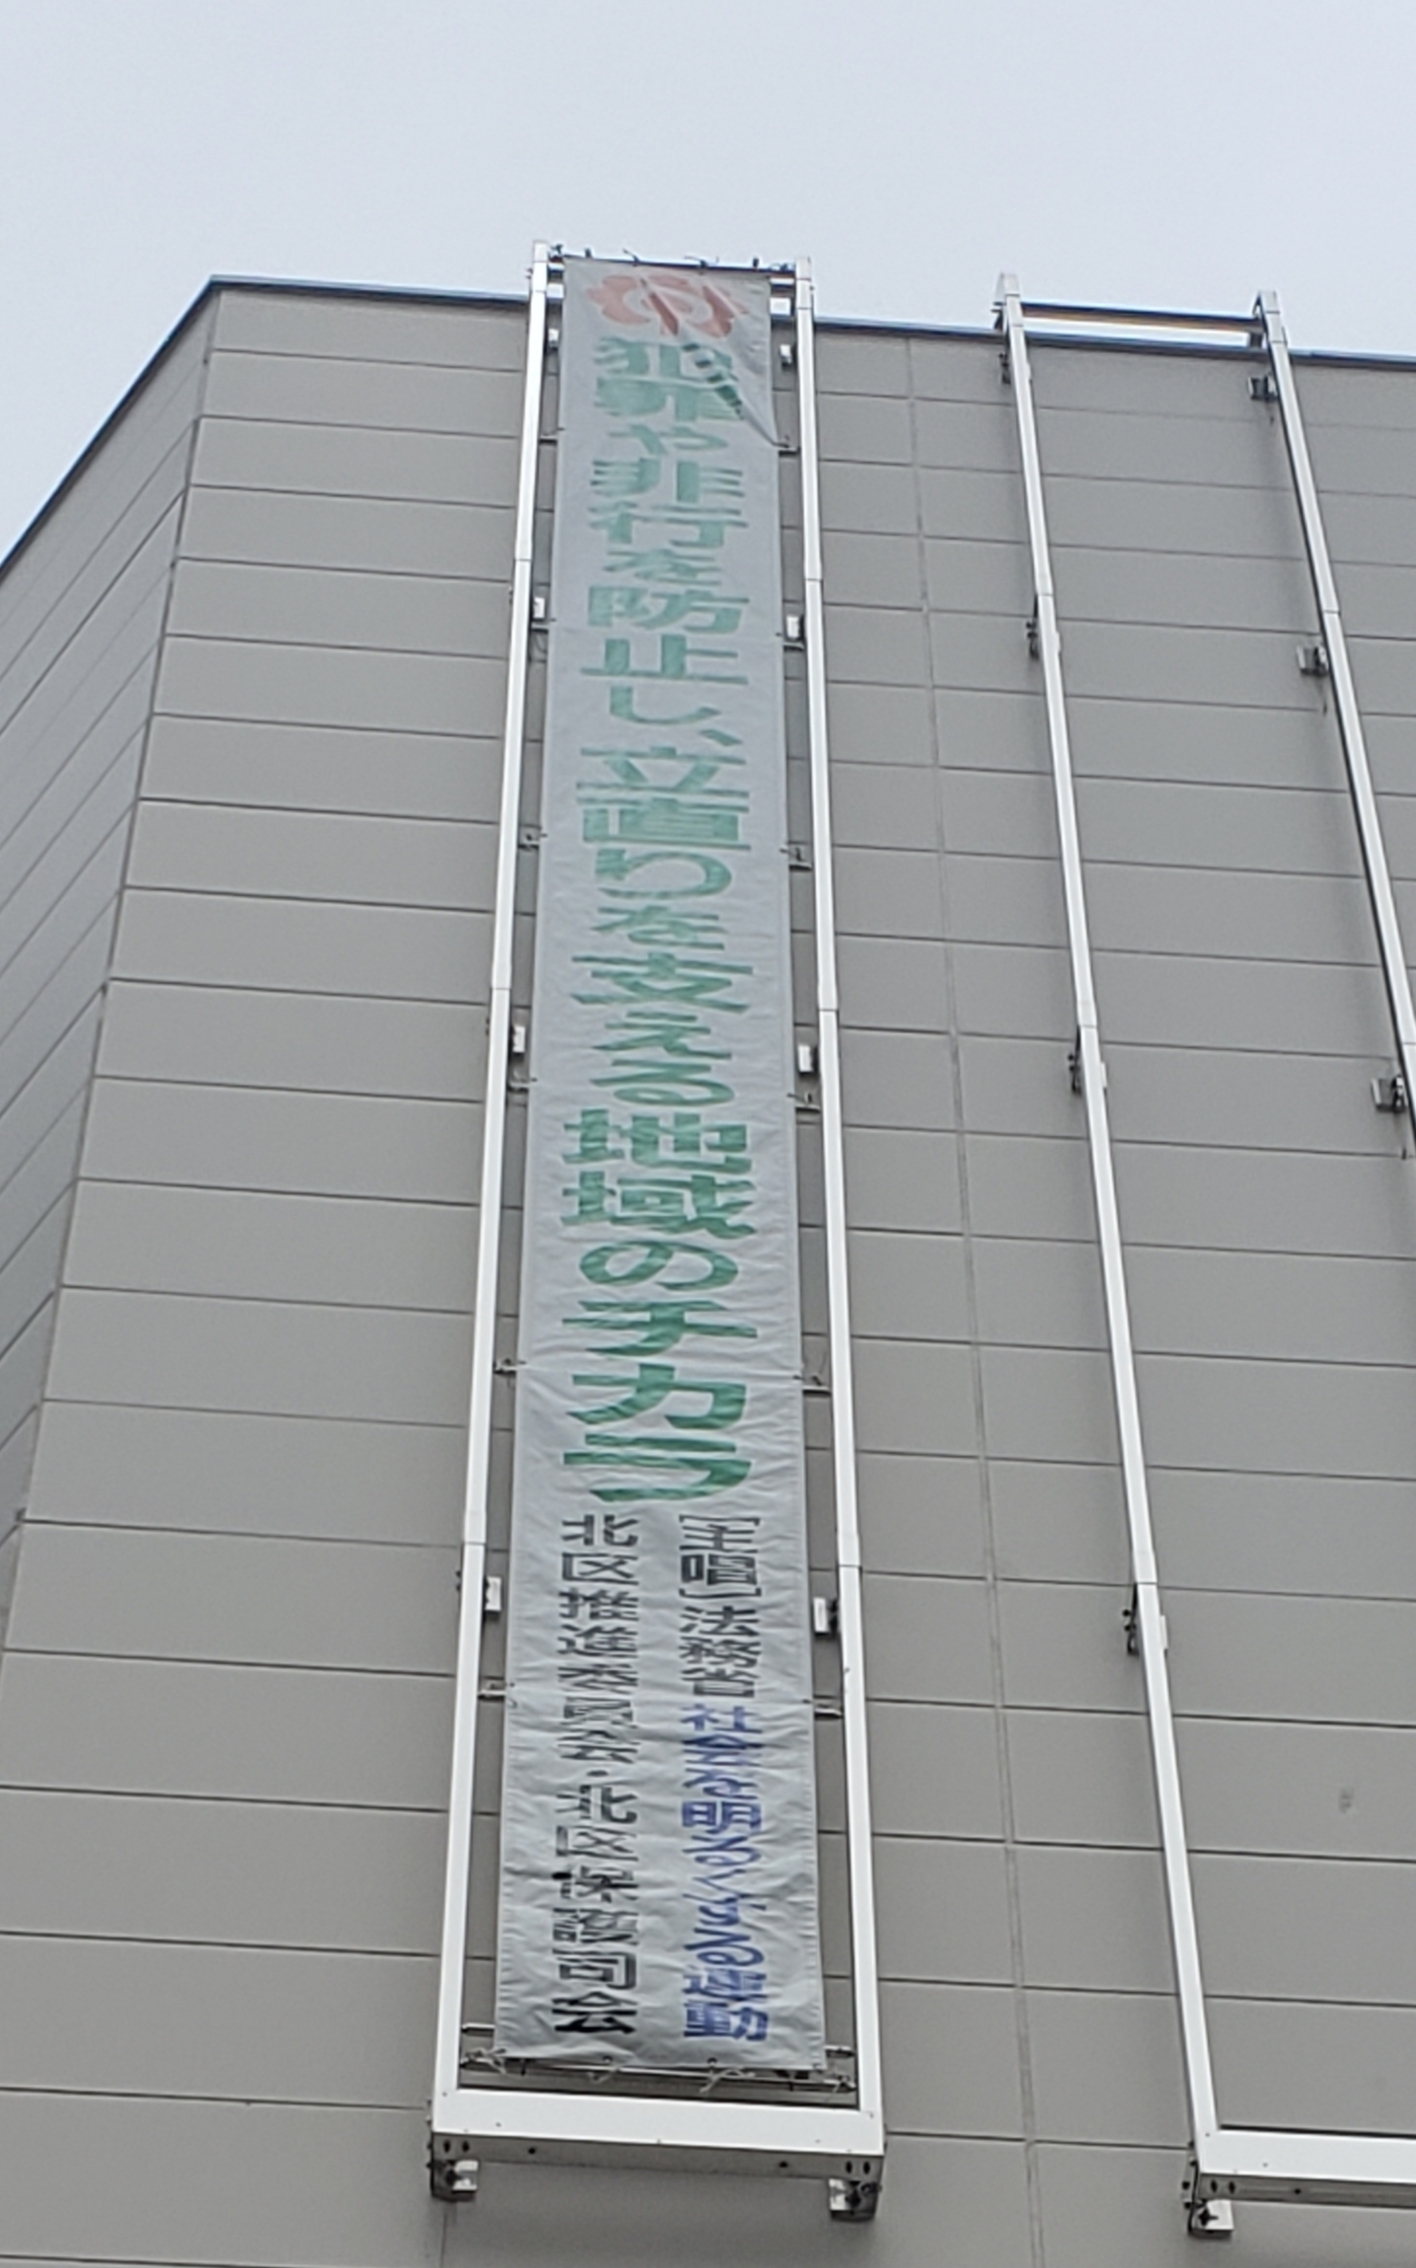 犯罪や非行を防止し、立直りを支える地域のチカラ
［主唱］法務省 社会を明るくする運動
北区推進委員会・北区保護司会